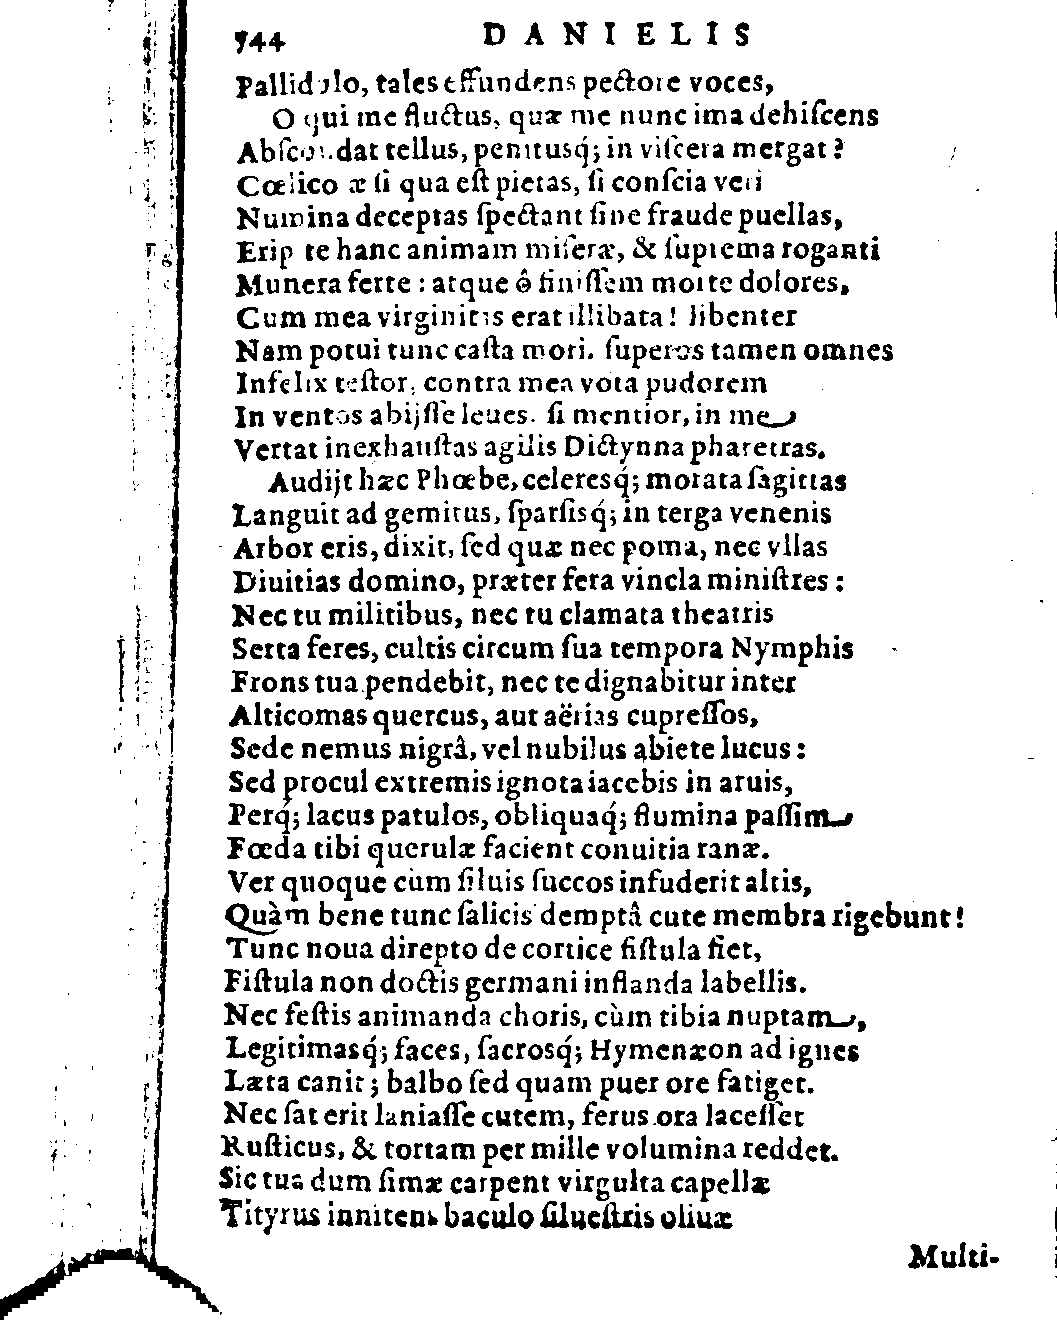 744 DANIELIS
Pallidulo, tales effundens pectore voces,
O qui me fluctus, quæ me nunc ima dehiſcens
Abſcondat tellus, penitusq́; in viſcera mergat?
Cœlicolæ ſi qua eſt pietas, ſi conſcia veri
Numina deceptas ſpectant ſine fraude puellas,
Eripite hanc animam miſeræ, & ſuprema roganti
Munera ferte: atque ô finiſſem morte dolores,
Cum mea virginitas erat illibata! libenter
Nam potui tunc caſta mori. ſuperos tamen omnes
Infelix teſtor, contra mea vota pudorem
In ventos abijſſe leues. ſi mentior, in me
Vertat inexhauſtas agilis Dictynna pharetras.
Audijt hæc Phœbe, celeresq́; morata ſagittas
Languit ad gemitus, ſparſisq́; in terga venenis
Arbor eris, dixit, ſed quæ nec poma, nec vllas
Diuitias domino, præter fera vincla miniſtres:
Nec tu militibus, nec tu clamata theatris
Serta feres, cultis circum ſua tempora Nymphis
Frons tua pendebit, nec te dignabitur inter
Alticomas quercus, aut aërias cupreſſos,
Sede nemus nigrâ, vel nubilus abiete lucus:
Sed procul extremis ignota iacebis in aruis,
Perq́; lacus patulos, obliquaq́; flumina paſſim
Fœda tibi querulæ facient conuitia ranæ.
Ver quoque cùm ſiluis ſuccos infuderit altis,
Quàm bene tunc ſalicis demptâ cute membra rigebunt!
Tunc noua direpto de cortice fiſtula fiet,
Fiſtula non doctis germani inflanda labellis.
Nec feſtis animanda choris, cùm tibia nuptam,
Legitimasq́; faces, ſacrosq́; Hymenæon ad ignes
Læta canit; balbo ſed quam puer ore fatiget.
Nec ſat erit laniaſſe cutem, ferus ora laceſſet
Ruſticus, & tortam per mille volumina reddet.
Sic tua dum ſimæ carpent virgulta capellæ
Tityrus innitens baculo ſilueſtris oliuæ
Multi-